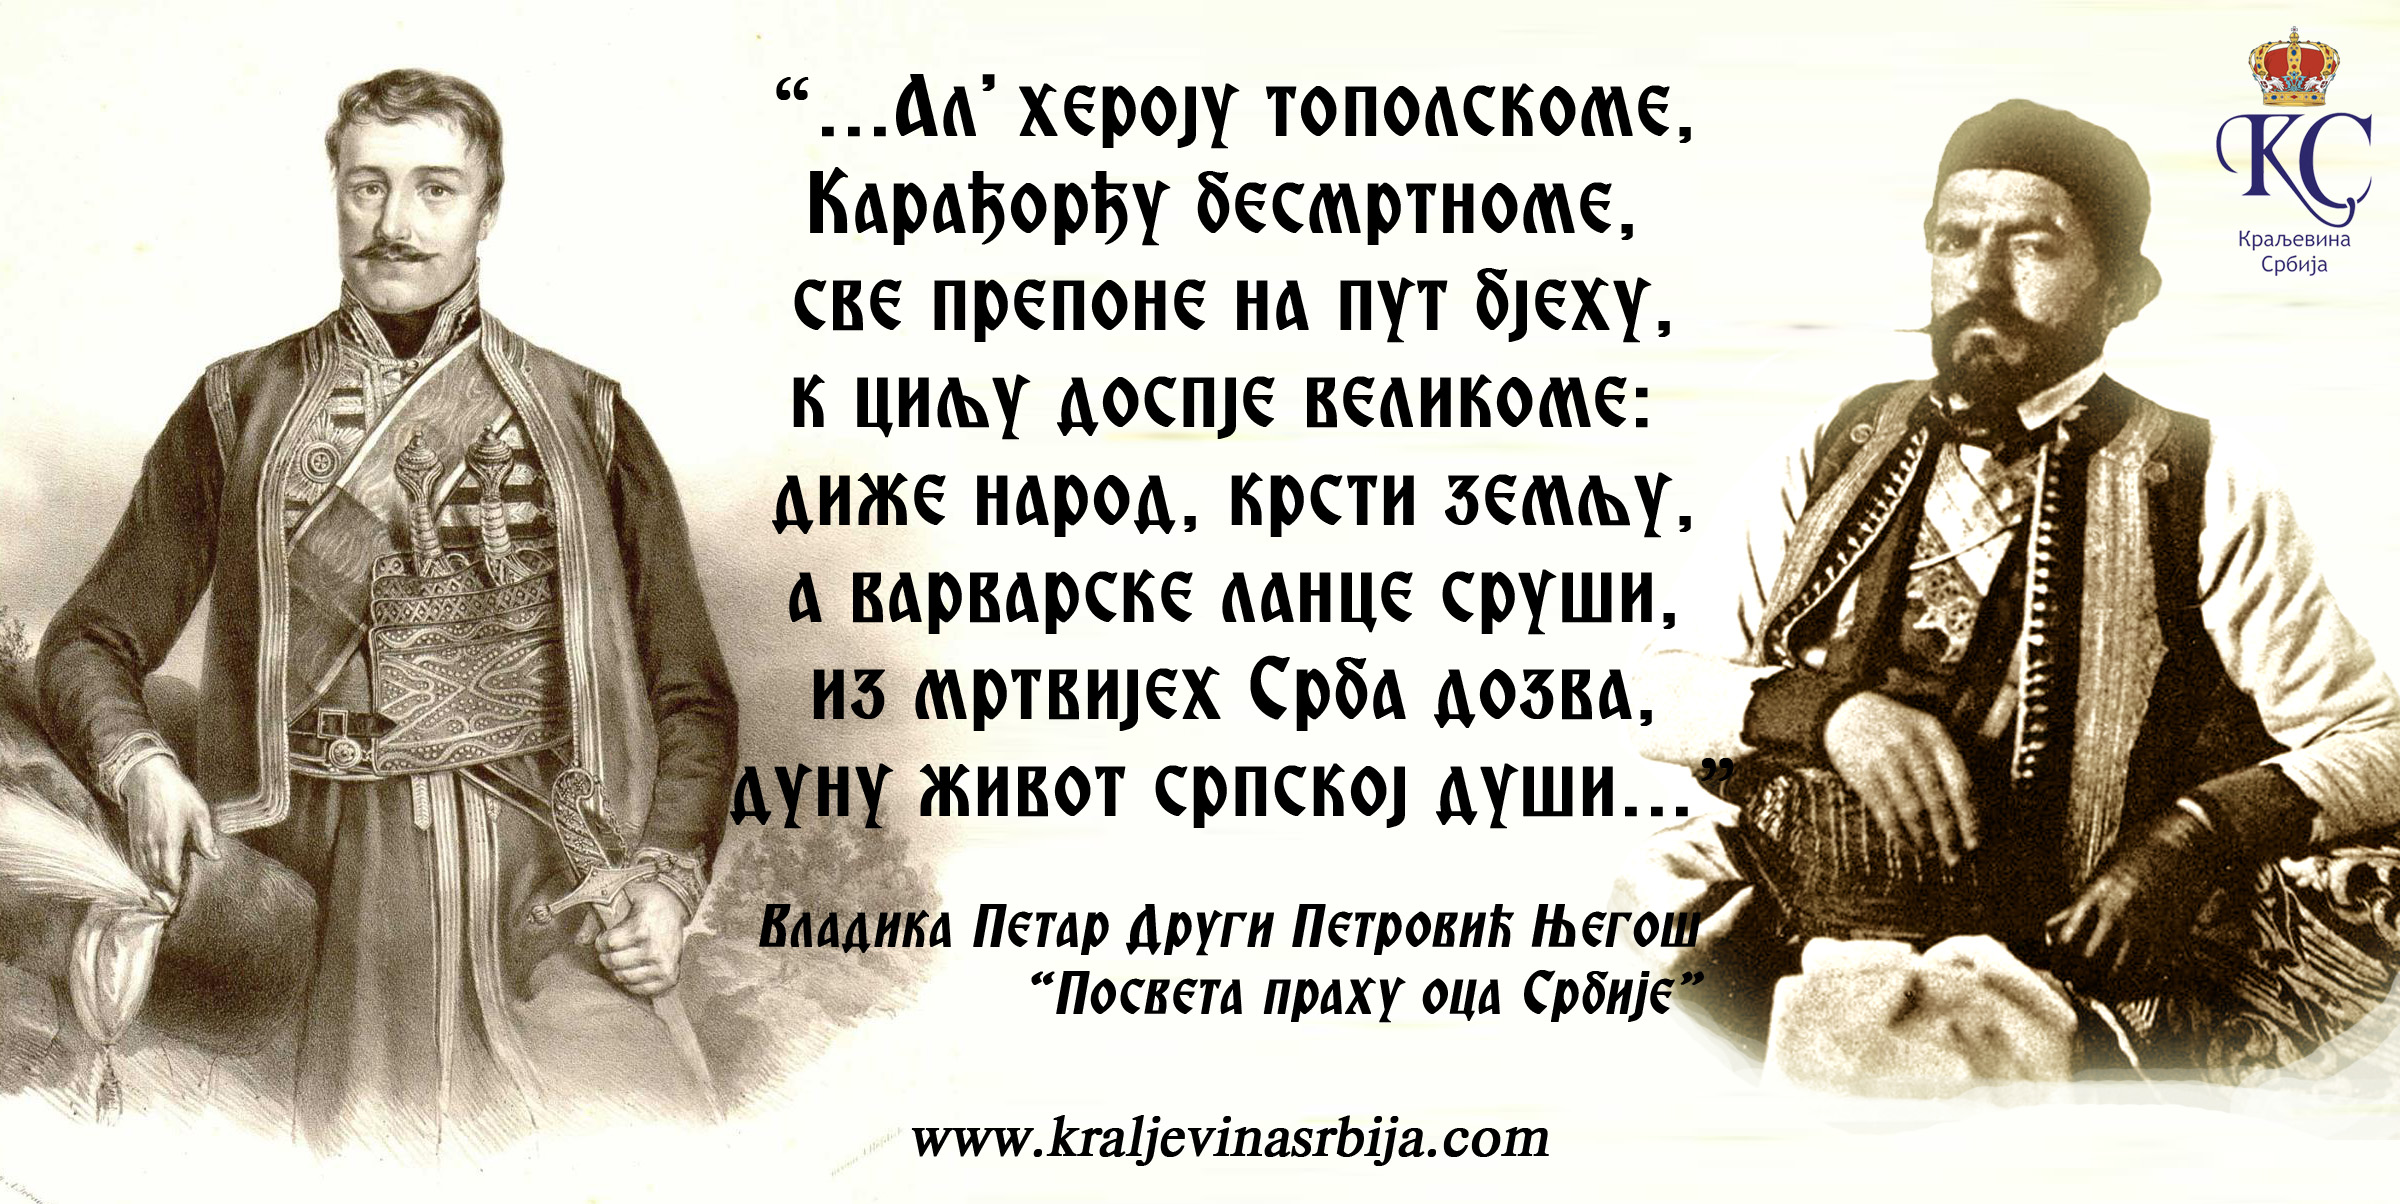 “...Ал’ хероју тополскоме,
Карађорђу бесмртноме,
све препоне на пут бјеху,
к циљу доспје великоме:
диже народ, крсти земљу,
а варварске ланце сруши,
из мртвијех Срба дозва,
дуну живот српској души...”
Владика Петар Други Петровић Његош
“Посвета праху оца Србије”
www.kraljevinasrbija.com
КС
Краљевина
Србија